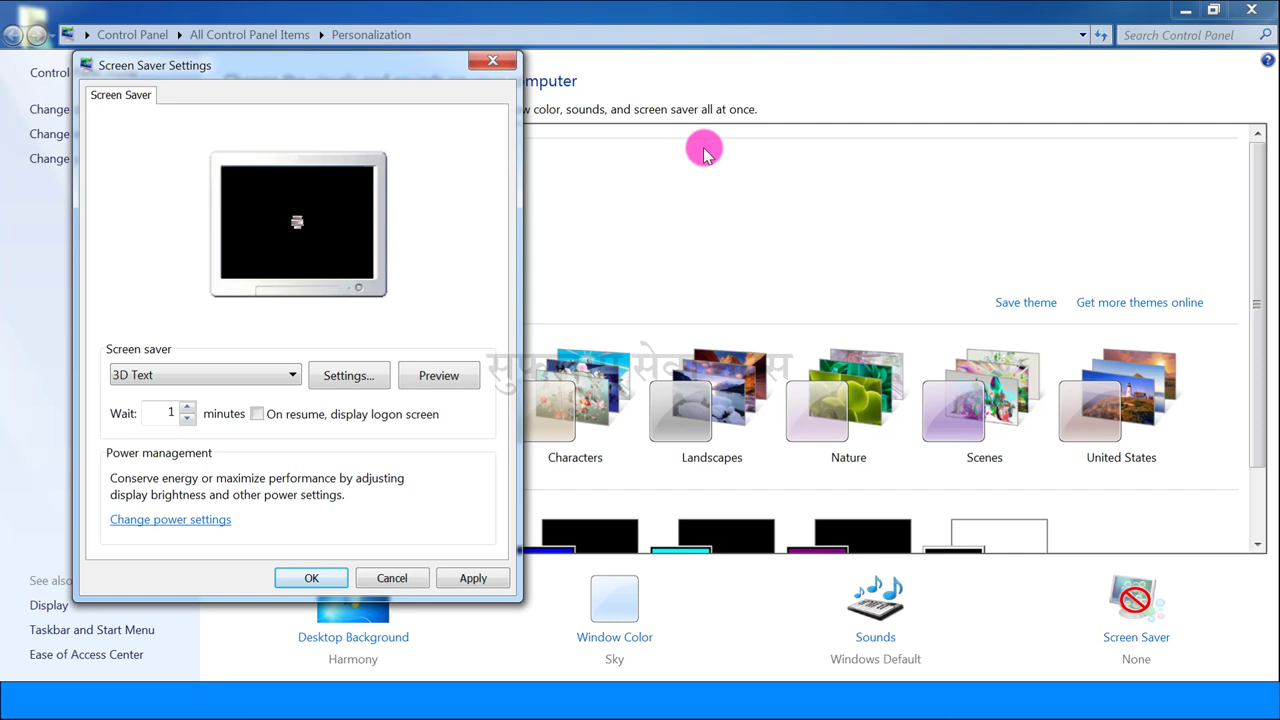 Control Panel
All Control Panel Items
Personalization
Search Control Panel
Screen Saver Settings
Screen Saver
Control
Change
Change
Change
mputer
w color, sounds, and screen saver all at once.
Save theme
Get more themes online
Screen saver
3D Text
Settings...
Preview
Wait:
1
minutes
On resume, display logon screen
Power management
Conserve energy or maximize performance by adjusting
display brightness and other power settings.
Change power settings
OK
Cancel
Apply
Characters
Landscapes
Nature
Scenes
United States
See also
Display
Taskbar and Start Menu
Ease of Access Center
Desktop Background
Harmony
Window Color
Sky
Sounds
Windows Default
Screen Saver
None